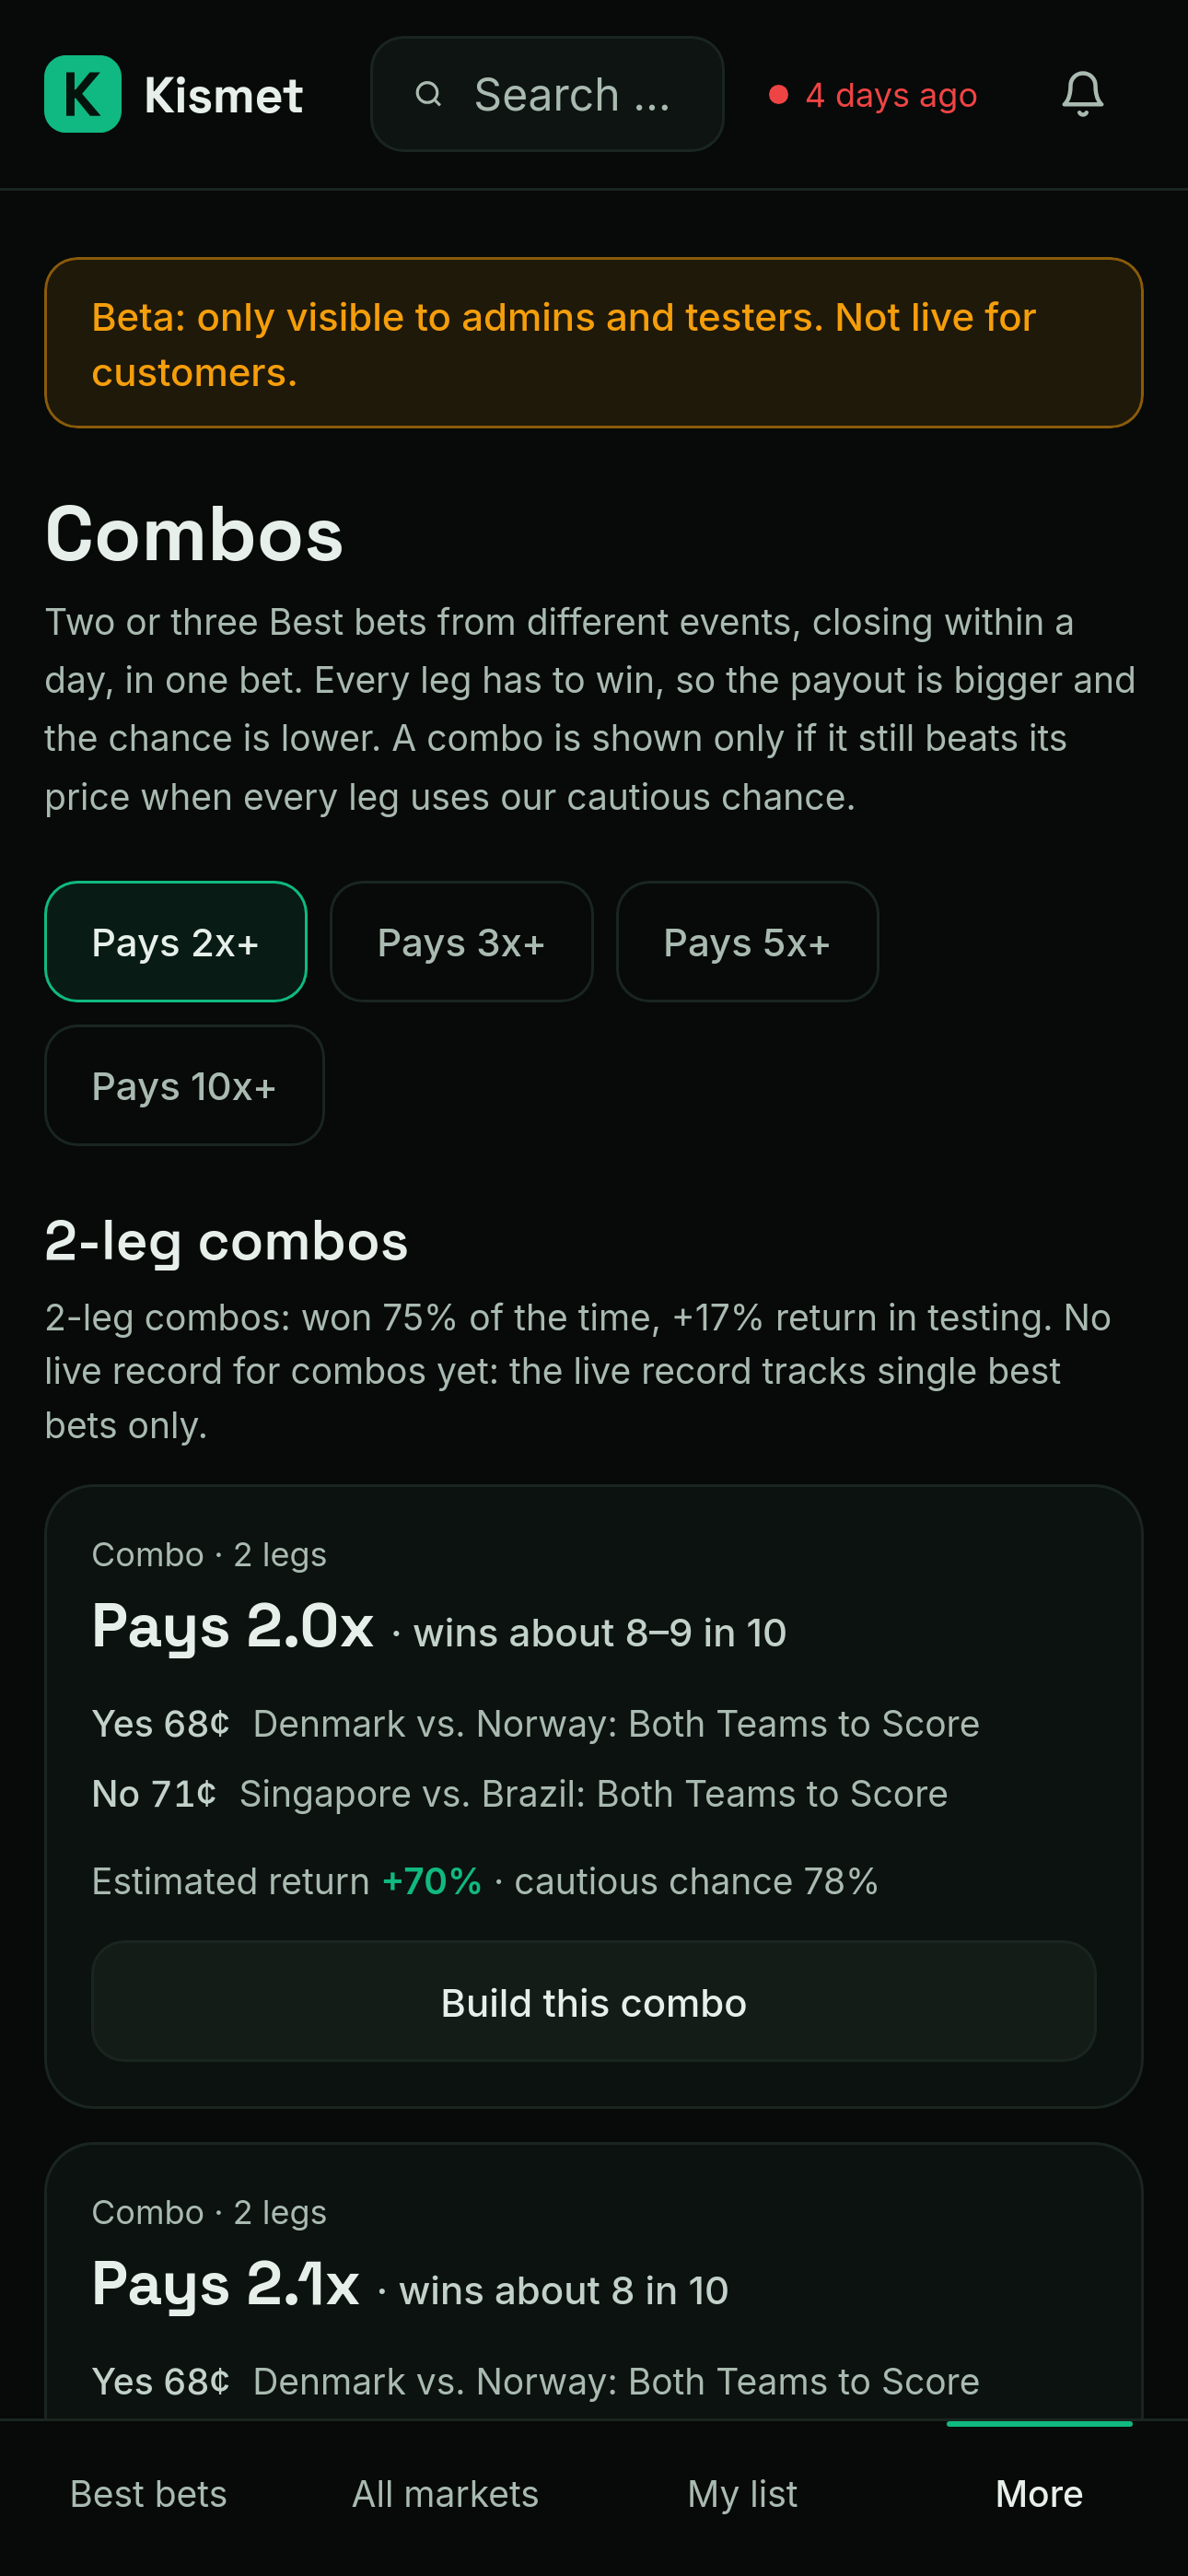 K Kismet
Search ...
4 days ago
Beta: only visible to admins and testers. Not live for
customers.
Combos
Two or three Best bets from different events, closing within a
day, in one bet. Every leg has to win, so the payout is bigger and
the chance is lower. A combo is shown only if it still beats its
price when every leg uses our cautious chance.
Pays 2x+
Pays 3x+
Pays 5x+
Pays 10x+
2-leg combos
2-leg combos: won 75% of the time, +17% return in testing. No
live record for combos yet: the live record tracks single best
bets only.
Combo · 2 legs
Pays 2.0x · wins about 8–9 in 10
Yes 68¢ Denmark vs. Norway: Both Teams to Score
No 71¢ Singapore vs. Brazil: Both Teams to Score
Estimated return +70% · cautious chance 78%
Build this combo
Combo · 2 legs
Pays 2.1x · wins about 8 in 10
Yes 68¢ Denmark vs. Norway: Both Teams to Score
Best bets
All markets
My list
More